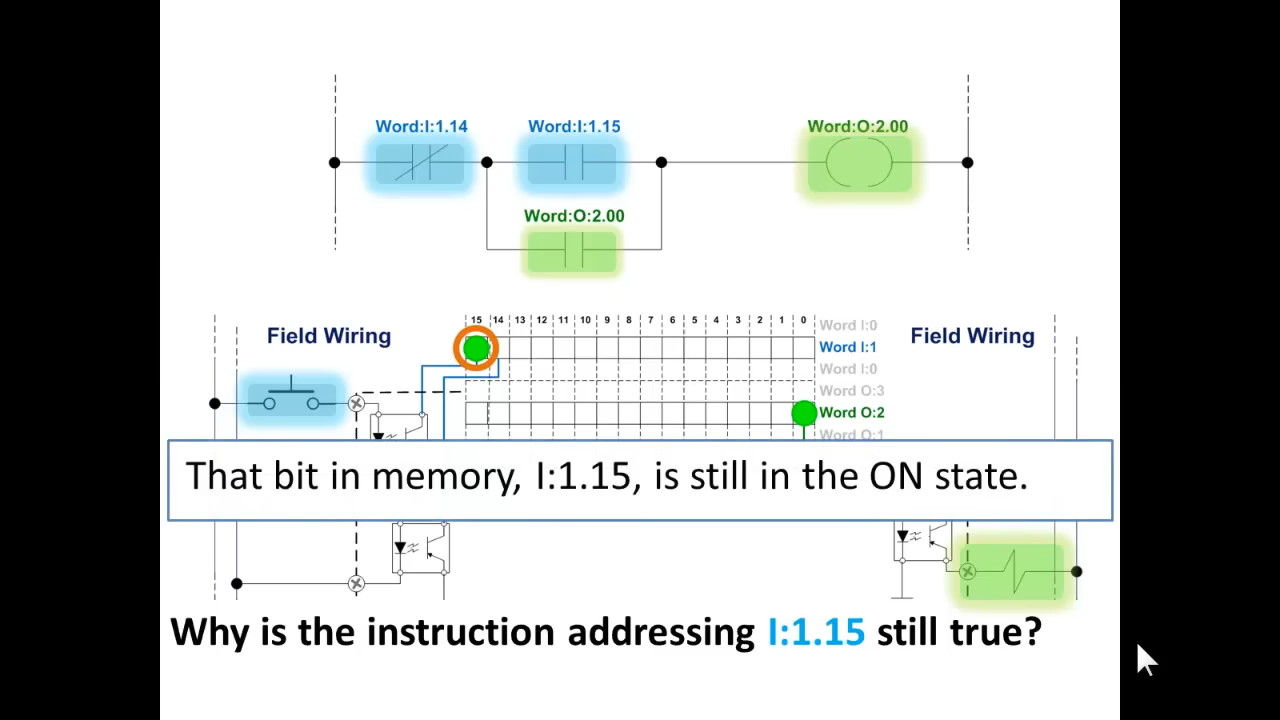 Word:I:1.14 Word:I:1.15 Word:O:2.00
Word:O:2.00
Field Wiring
15 14 13 12 11 10 9 8 7 6 5 4 3 2 1 0
Word I:0
Word I:1
Word I:0
Word O:3
Word O:2
Word O:1
Field Wiring
That bit in memory, I:1.15, is still in the ON state.
Why is the instruction addressing I:1.15 still true?